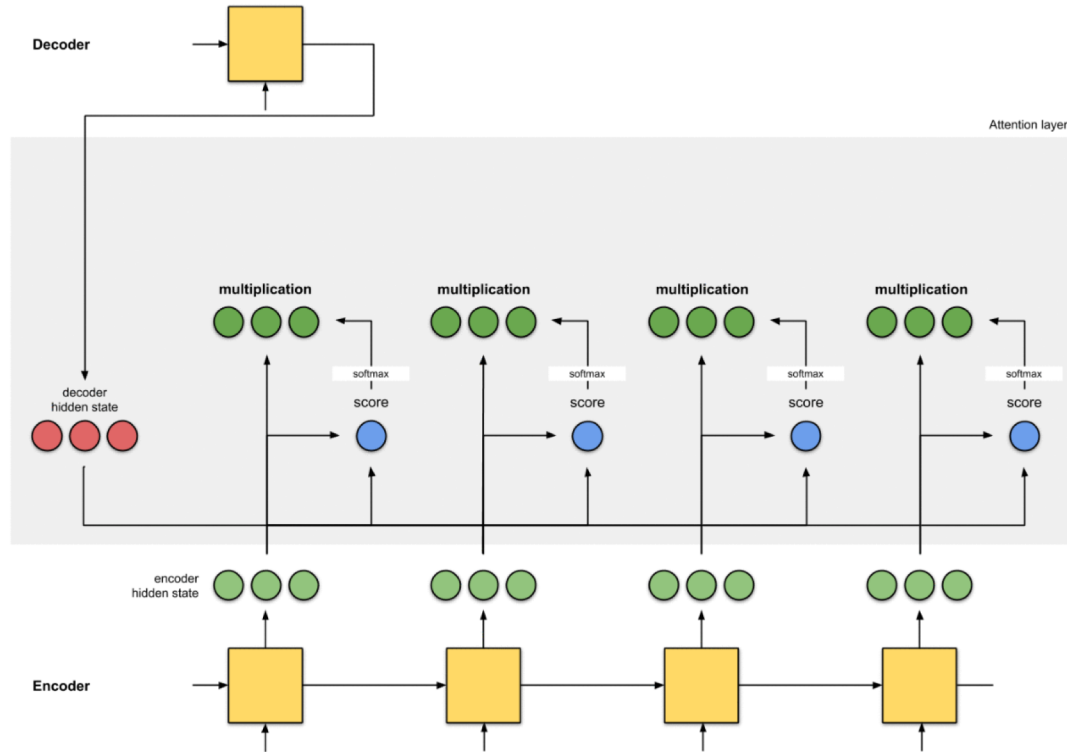 Decoder
Attention layer
multiplication
multiplication
multiplication
multiplication
softmax
softmax
softmax
softmax
decoder
hidden state
score
score
score
score
encoder
hidden state
Encoder